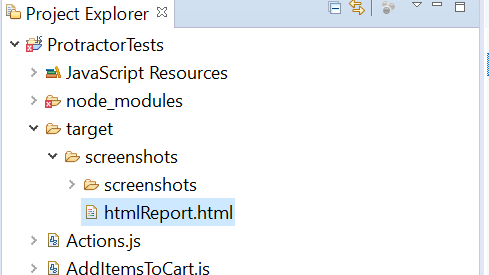 Project Explorer
ProtractorTests
JavaScript Resources
node_modules
target
screenshots
screenshots
htmlReport.html
Actions.js
AddItemsToCart.js